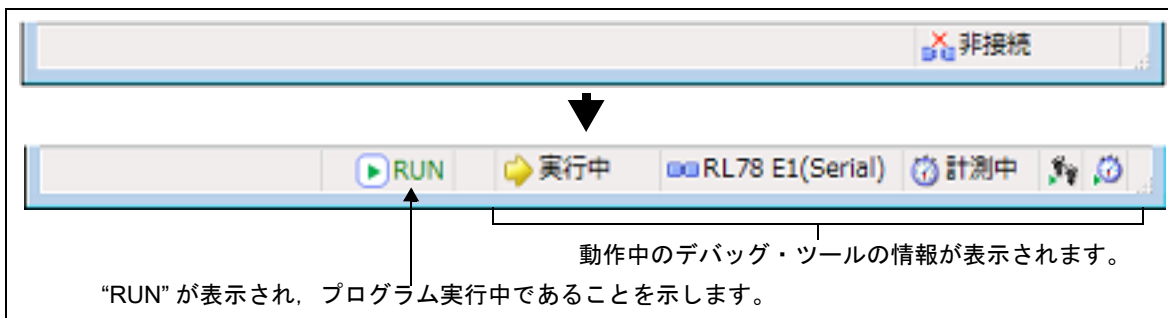 非接続
RUN 実行中 RL78 E1(Serial) 計測中
動作中のデバッグ・ツールの情報が表示されます。
“RUN” が表示され，プログラム実行中であることを示します。